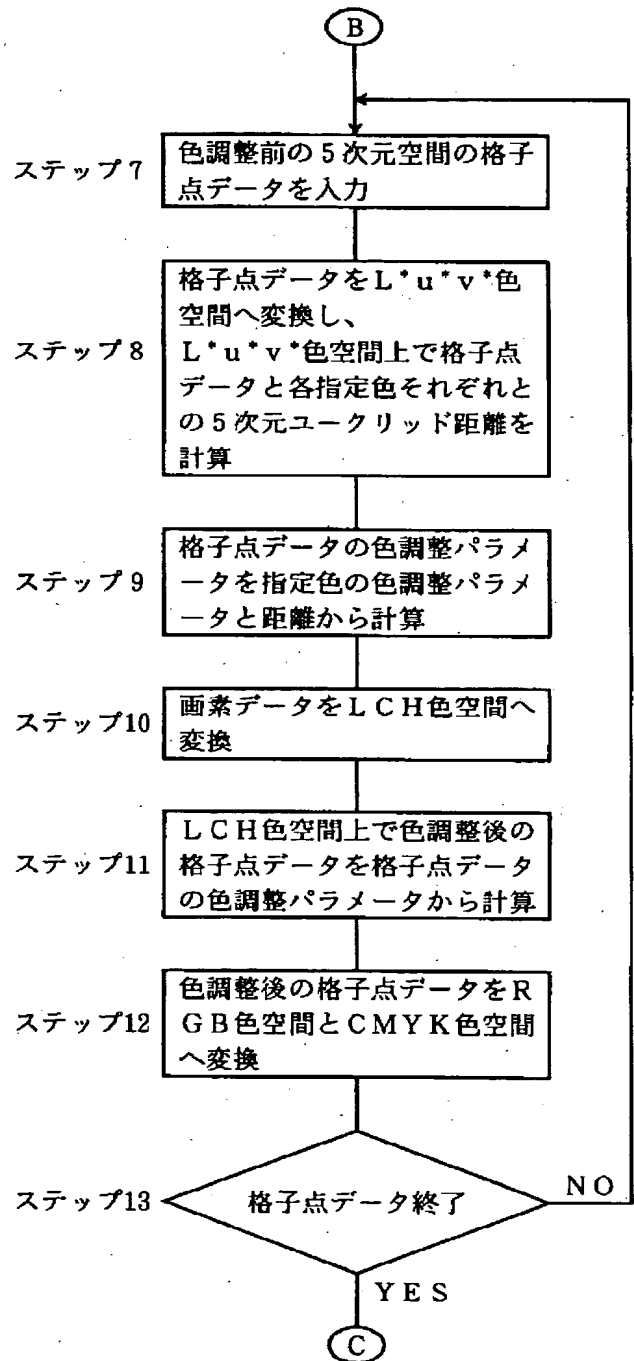 B
ステップ7
色調整前の5次元空間の格子
点データを入力
ステップ8
格子点データをL*u*v*色
空間へ変換し、
L*u*v*色空間上で格子点
データと各指定色それぞれと
の5次元ユークリッド距離を
計算
ステップ9
格子点データの色調整パラメ
ータを指定色の色調整パラメ
ータと距離から計算
ステップ10
画素データをLCH色空間へ
変換
ステップ11
LCH色空間上で色調整後の
格子点データを格子点データ
の色調整パラメータから計算
ステップ12
色調整後の格子点データをR
GB色空間とCMYK色空間
へ変換
ステップ13
格子点データ終了
NO
YES
C